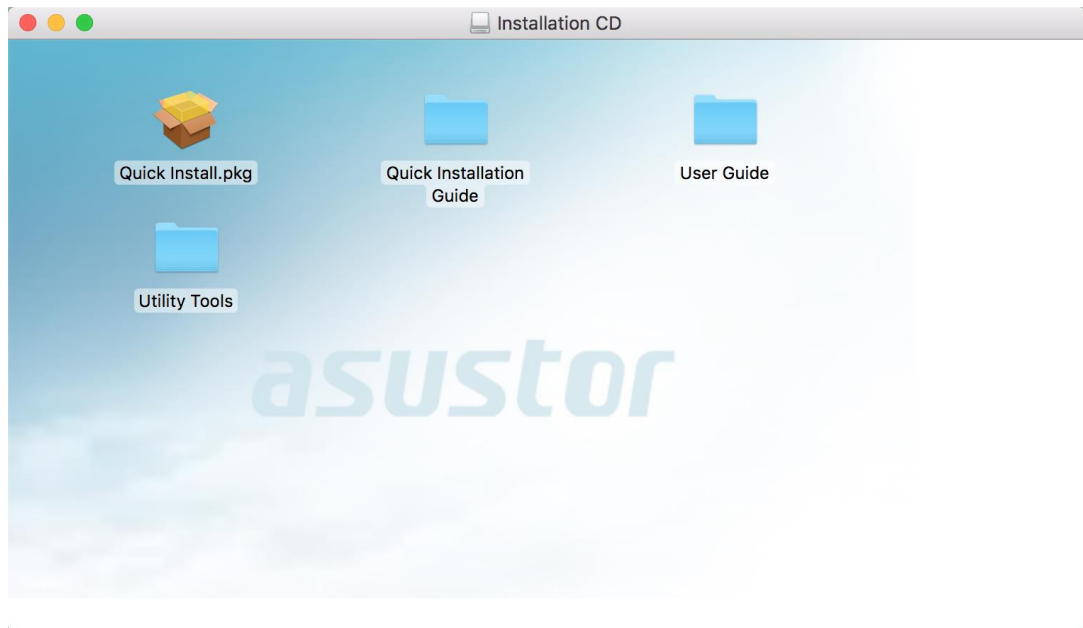 Installation CD
Quick Install.pkg
Quick Installation
Guide
User Guide
Utility Tools
asustor